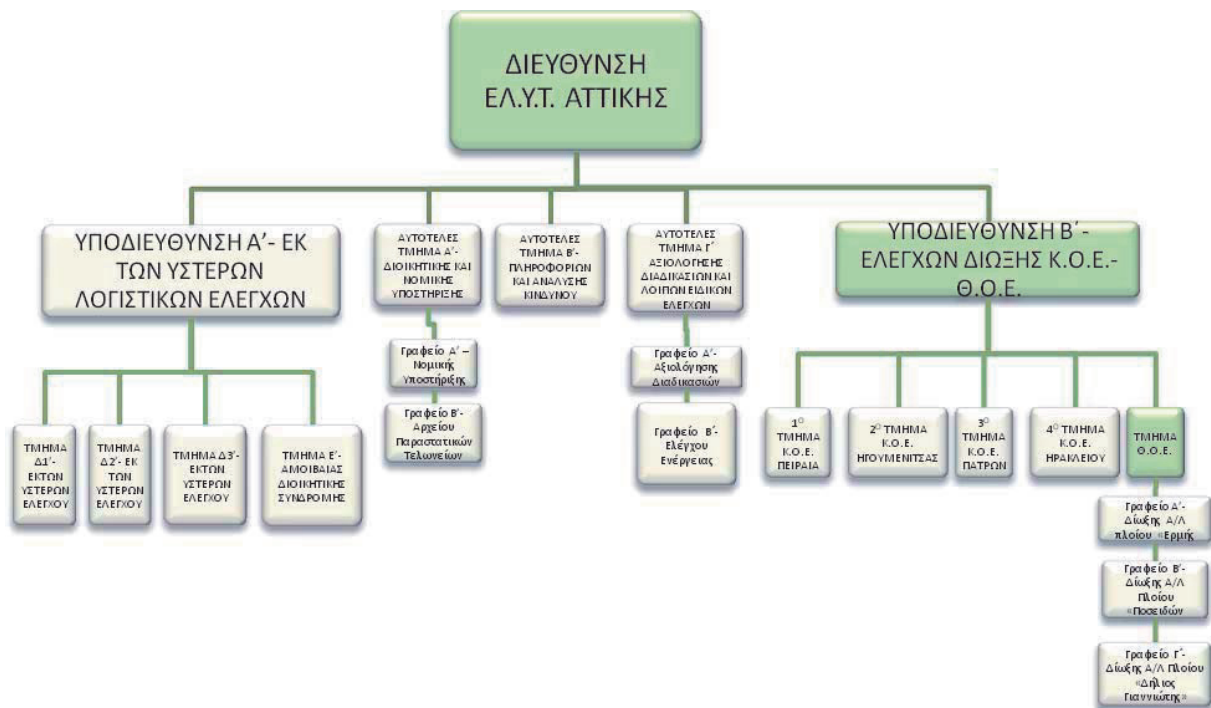 ΔΙΕΥΘΥΝΣΗ
ΕΛ.Υ.Τ. ΑΤΤΙΚΗΣ
ΥΠΟΔΙΕΥΘΥΝΣΗ Α’- ΕΚ
ΤΩΝ ΥΣΤΕΡΩΝ
ΛΟΓΙΣΤΙΚΩΝ ΕΛΕΓΧΩΝ
ΑΥΤΟΤΕΛΕΣ
ΤΜΗΜΑ Α’-
ΔΙΟΙΚΗΤΙΚΗΣ ΚΑΙ
ΝΟΜΙΚΗΣ
ΥΠΟΣΤΗΡΙΞΗΣ
ΑΥΤΟΤΕΛΕΣ
ΤΜΗΜΑ Β’-
ΠΛΗΡΟΦΟΡΙΩΝ
ΚΑΙ ΑΝΑΛΥΣΗΣ
ΚΙΝΔΥΝΟΥ
ΑΥΤΟΤΕΛΕΣ
ΤΜΗΜΑ Γ΄-
ΑΞΙΟΛΟΓΗΣΗΣ
ΔΙΑΔΙΚΑΣΙΩΝ ΚΑΙ
ΛΟΙΠΩΝ ΕΙΔΙΚΩΝ
ΕΛΕΓΧΩΝ
ΥΠΟΔΙΕΥΘΥΝΣΗ Β΄-
ΕΛΕΓΧΩΝ ΔΙΩΞΗΣ Κ.Ο.Ε.-
Θ.Ο.Ε.
Γραφείο Α’ –
Νομικής
Υποστήριξης
Γραφείο Β’-
Αρχείου
Παραστατικών
Τελωνείων
Γραφείο Α’-
Αξιολόγησης
Διαδικασιών
Γραφείο Β’-
Ελέγχου
Ενέργειας
ΤΜΗΜΑ
Δ1’-
ΕΚΤΩΝ
ΥΣΤΕΡΩΝ
ΕΛΕΓΧΟΥ
ΤΜΗΜΑ
Δ2’- ΕΚ
ΤΩΝ
ΥΣΤΕΡΩΝ
ΕΛΕΓΧΟΥ
ΤΜΗΜΑ Δ3’-
ΕΚΤΩΝ
ΥΣΤΕΡΩΝ
ΕΛΕΓΧΟΥ
ΤΜΗΜΑ Ε’-
ΑΜΟΙΒΑΙΑΣ
ΔΙΟΙΚΗΤΙΚΗΣ
ΣΥΝΔΡΟΜΗΣ
1Ο
ΤΜΗΜΑ
Κ.Ο.Ε.
ΠΕΙΡΑΙΑ
2Ο ΤΜΗΜΑ
Κ.Ο.Ε.
ΗΓΟΥΜΕΝΙΤΣΑΣ
3Ο
ΤΜΗΜΑ
Κ.Ο.Ε.
ΠΑΤΡΩΝ
4Ο ΤΜΗΜΑ
Κ.Ο.Ε.
ΗΡΑΚΛΕΙΟΥ
ΤΜΗΜΑ
Θ.Ο.Ε.
Γραφείο Α’-
Δίωξης Α/Λ
πλοίου «Ερμής
Γραφείο Β’-
Δίωξης Α/Λ
Πλοίου
«Ποσειδών
Γραφείο Γ΄-
Δίωξης Α/Λ Πλοίου
«Δήλιος
Γιαννιώτης»